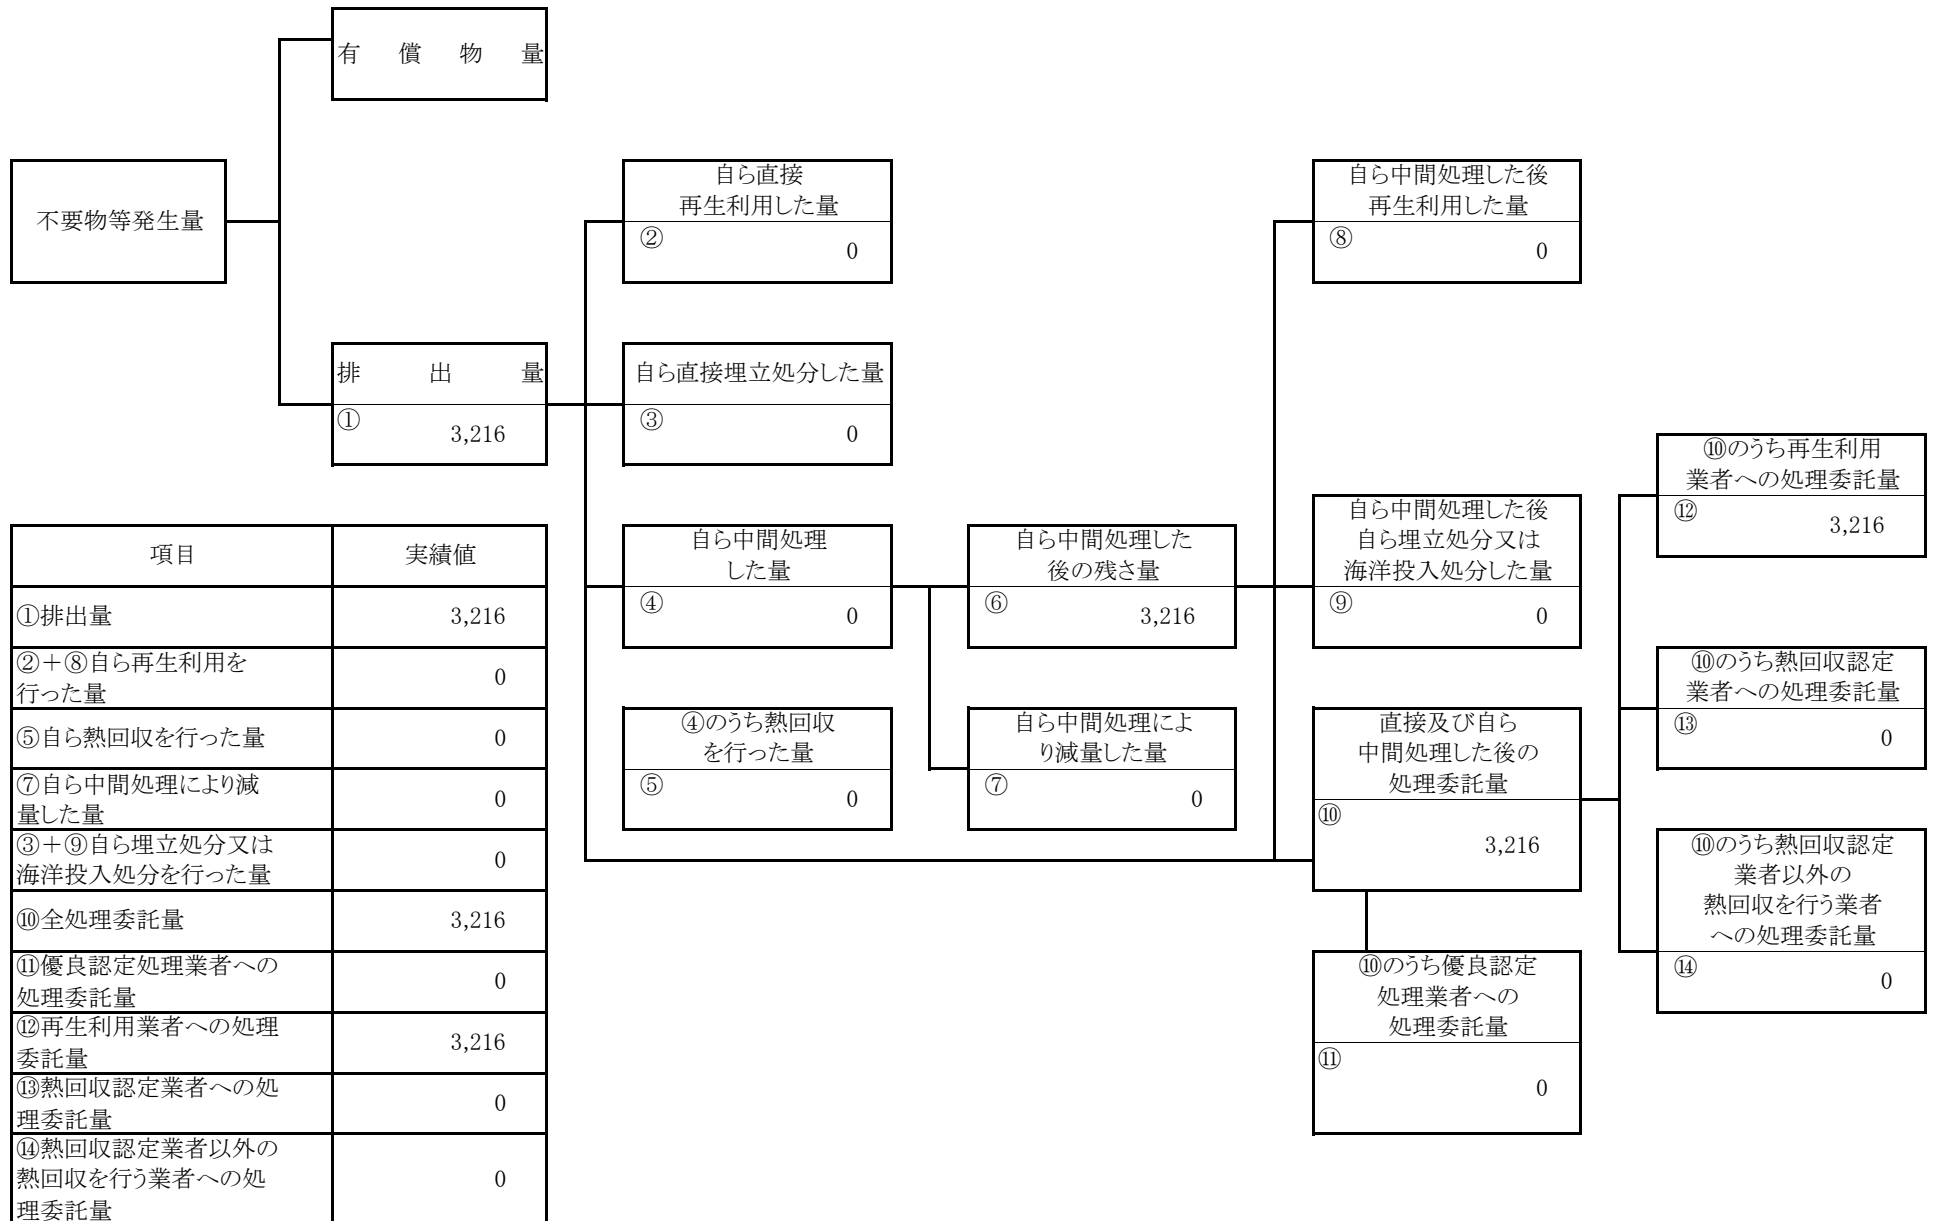 有償物量
不要物等発生量
排出量
①
3,216
自ら直接
再生利用した量
②
0
自ら直接埋立処分した量
③
0
自ら中間処理
した量
④
0
④のうち熱回収
を行った量
⑤
0
自ら中間処理した
後の残さ量
⑥
3,216
自ら中間処理によ
り減量した量
⑦
0
自ら中間処理した後
再生利用した量
⑧
0
自ら中間処理した後
自ら埋立処分又は
海洋投入処分した量
⑨
0
直接及び自ら
中間処理した後の
処理委託量
⑩
3,216
⑩のうち優良認定
処理業者への
処理委託量
⑪
0
⑩のうち再生利用
業者への処理委託量
⑫
3,216
⑩のうち熱回収認定
業者への処理委託量
⑬
0
⑩のうち熱回収認定
業者以外の
熱回収を行う業者
への処理委託量
⑭
0
項目 実績値
①排出量 3,216
②＋⑧自ら再生利用を
行った量
0
⑤自ら熱回収を行った量 0
⑦自ら中間処理により減
量した量
0
③＋⑨自ら埋立処分又は
海洋投入処分を行った量
0
⑩全処理委託量 3,216
⑪優良認定処理業者への
処理委託量
0
⑫再生利用業者への処理
委託量
3,216
⑬熱回収認定業者への処
理委託量
0
⑭熱回収認定業者以外の
熱回収を行う業者への処
理委託量
0